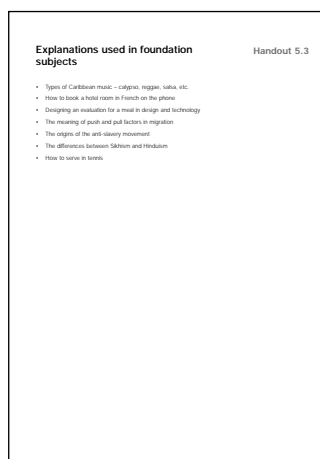 Explanations used in foundation
subjects
Handout 5.3
• Types of Caribbean music – calypso, reggae, salsa, etc.
• How to book a hotel room in French on the phone
• Designing an evaluation for a meal in design and technology
• The meaning of push and pull factors in migration
• The origins of the anti-slavery movement
• The differences between Sikhism and Hinduism
• How to serve in tennis